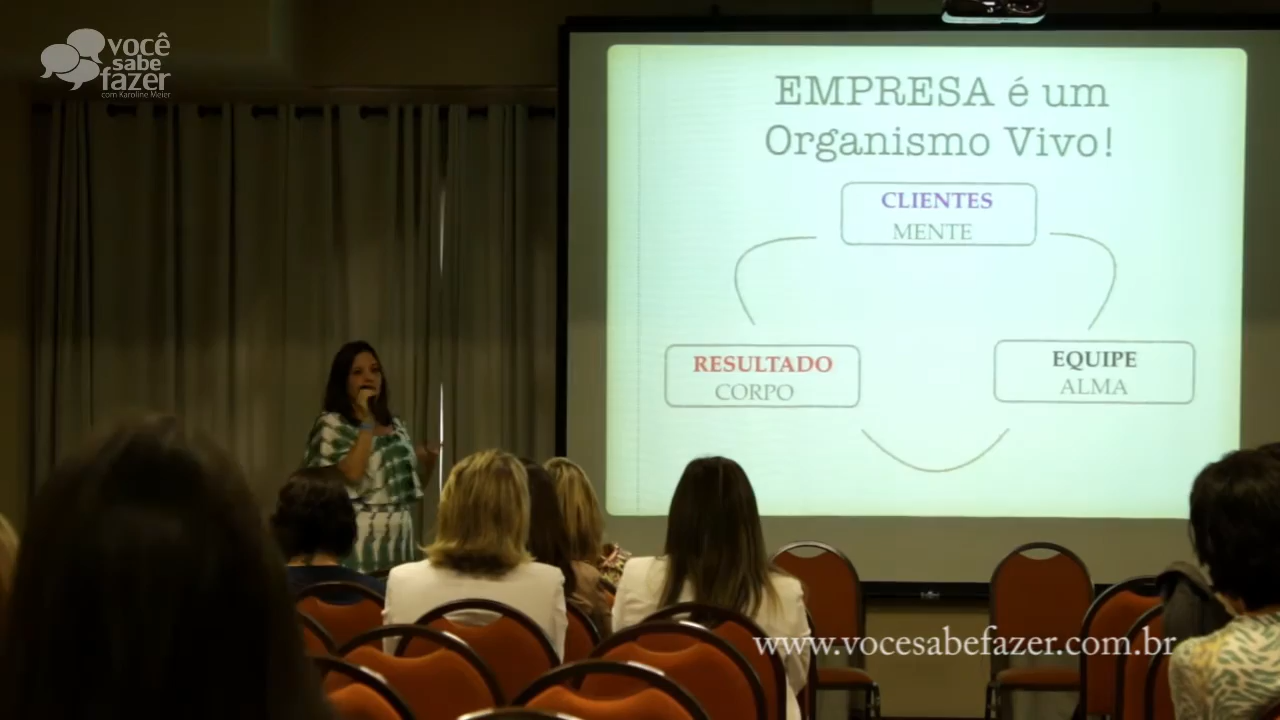 você
sabe
fazer
com Karoline Meier
EMPRESA é um
Organismo Vivo!
CLIENTES
MENTE
RESULTADO
CORPO
EQUIPE
ALMA
www.vocesabefazer.com.br